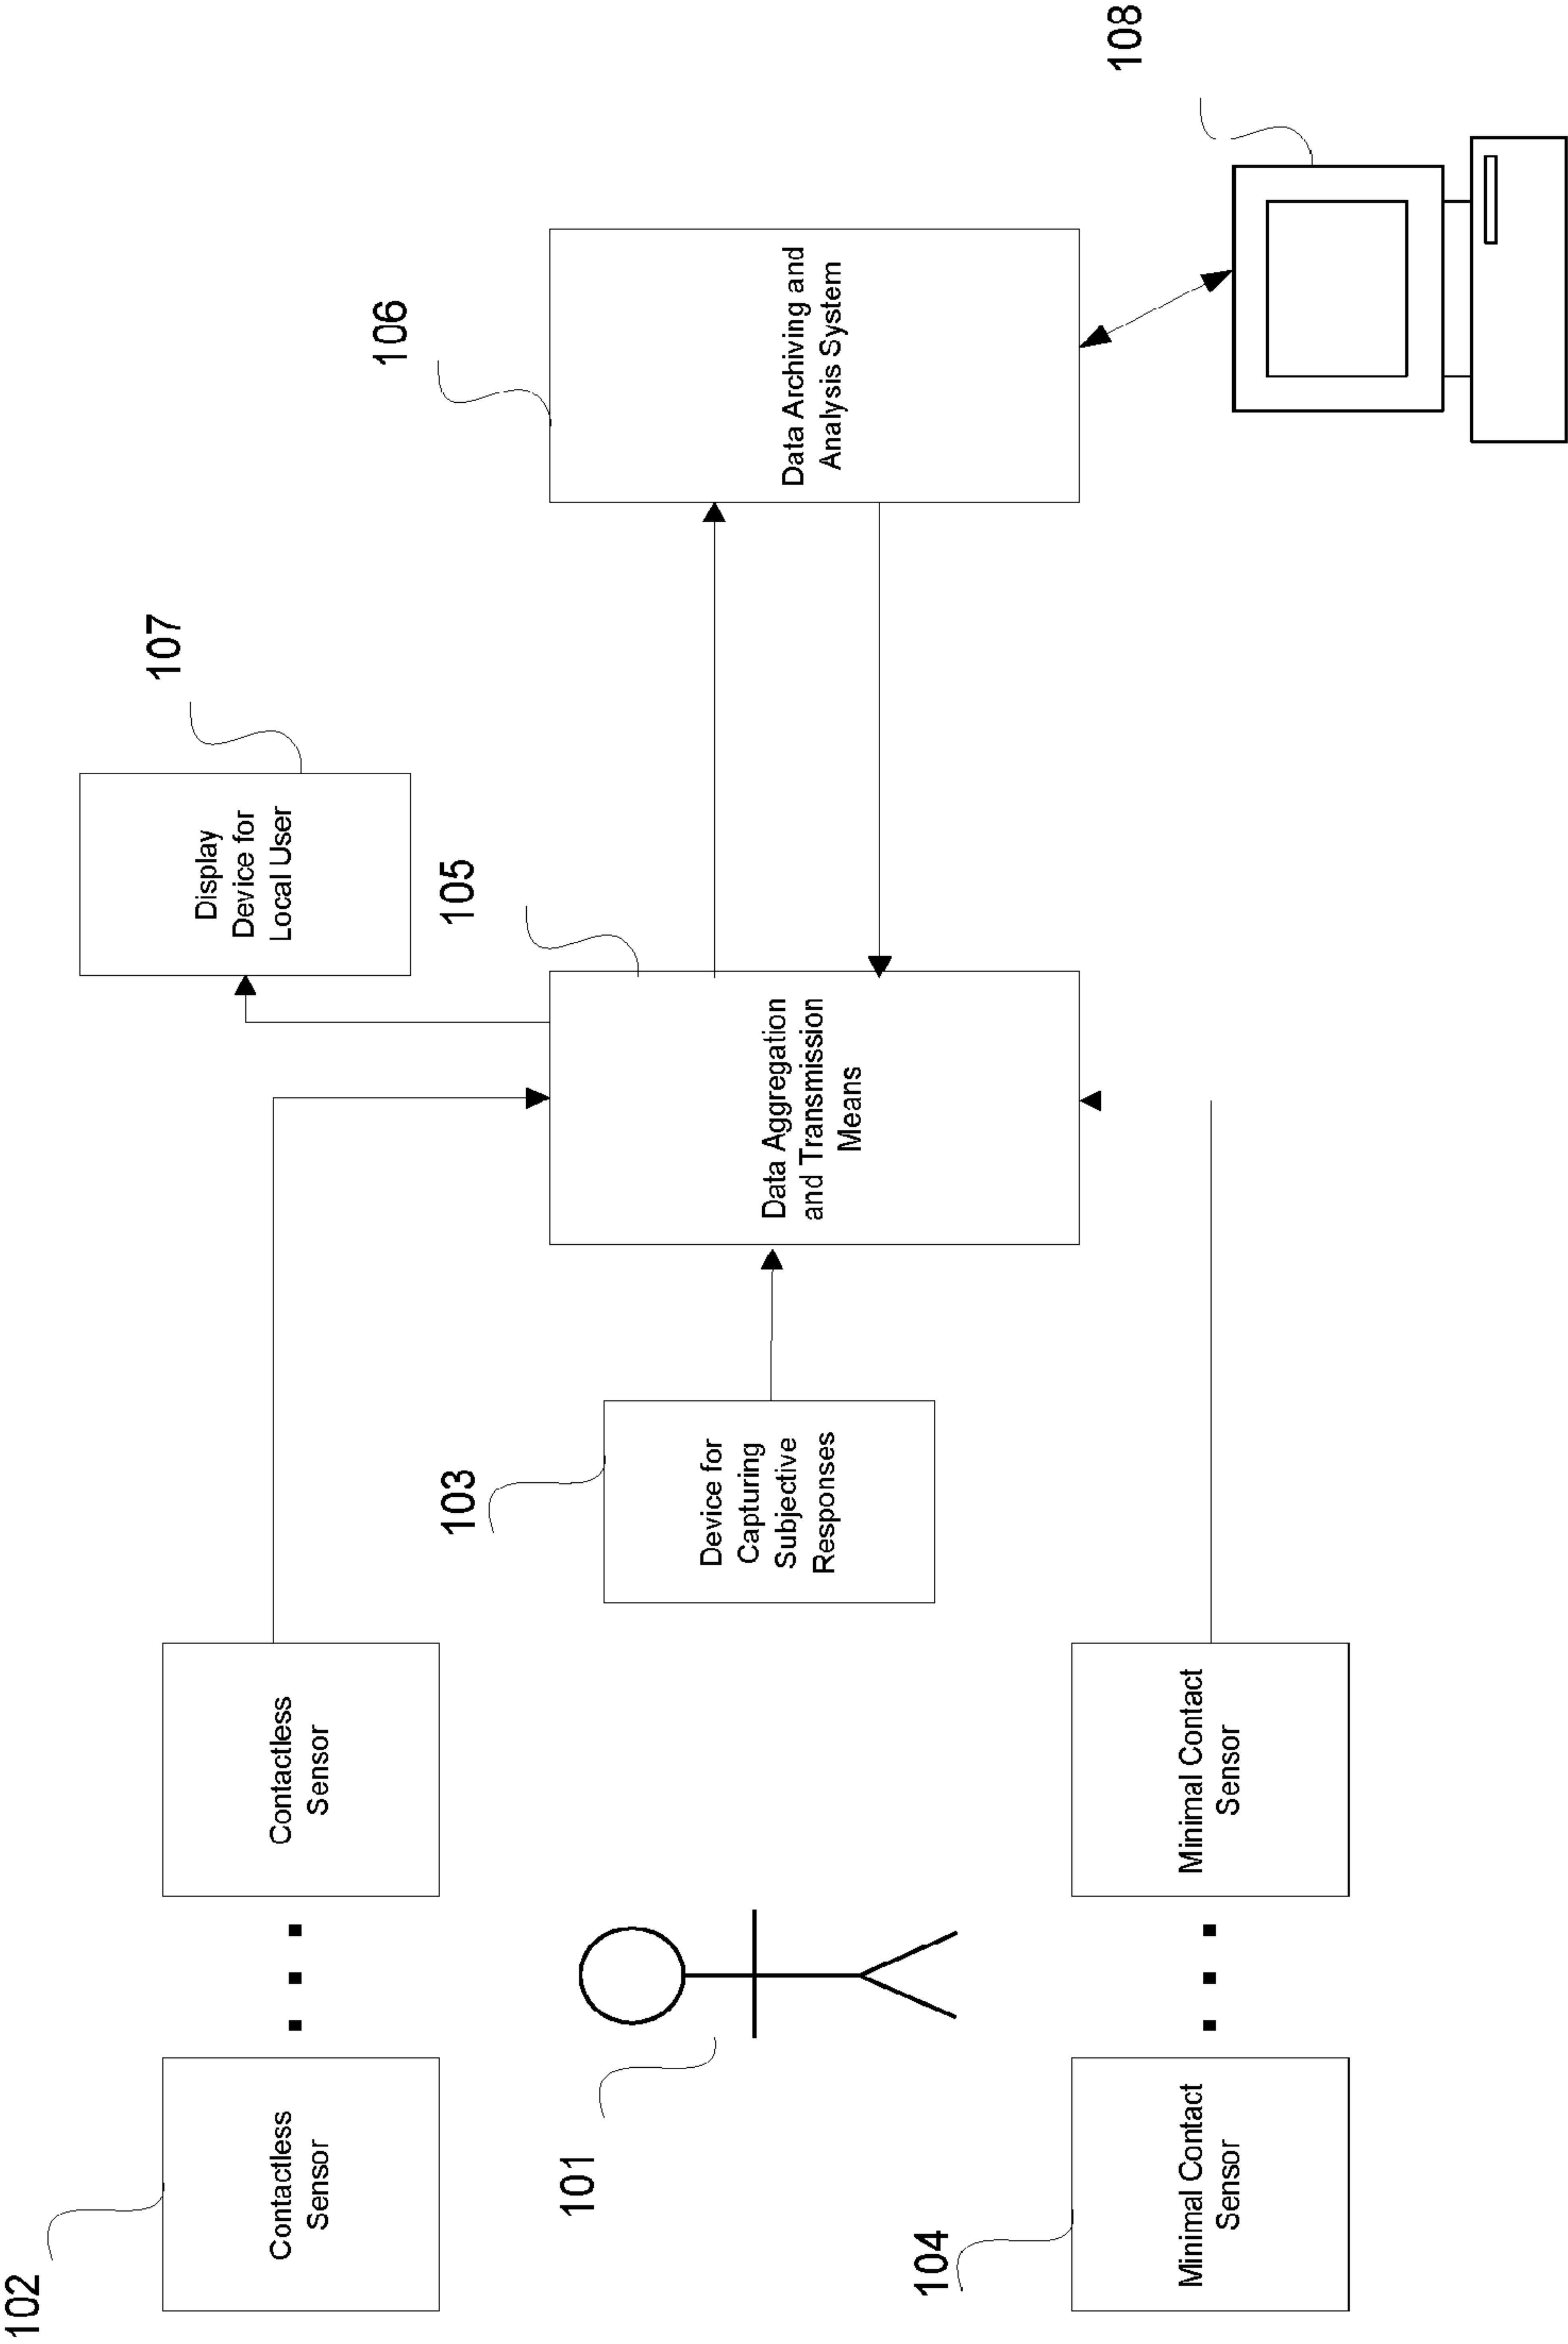 102
Contactless
Sensor
Contactless
Sensor
107
Display
Device for
Local User
101
103
Device for
Capturing
Subjective
Responses
105
Data Aggregation
and Transmission
Means
106
Data Archiving and
Analysis System
104
Minimal Contact
Sensor
Minimal Contact
Sensor
108